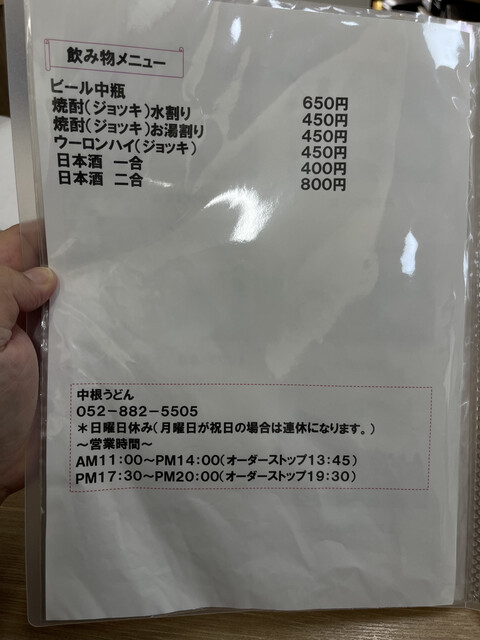 飲み物メニュー
ビール中瓶 650円
焼酎(ジョッキ)水割り 450円
焼酎(ジョッキ)お湯割り 450円
ウーロンハイ(ジョッキ) 450円
日本酒 一合 400円
日本酒 二合 800円
中根うどん
052-882-5505
*日曜日休み(月曜日が祝日の場合は連休になります。)
~営業時間~
AM11:00~PM14:00(オーダーストップ13:45)
PM17:30~PM20:00(オーダーストップ19:30)